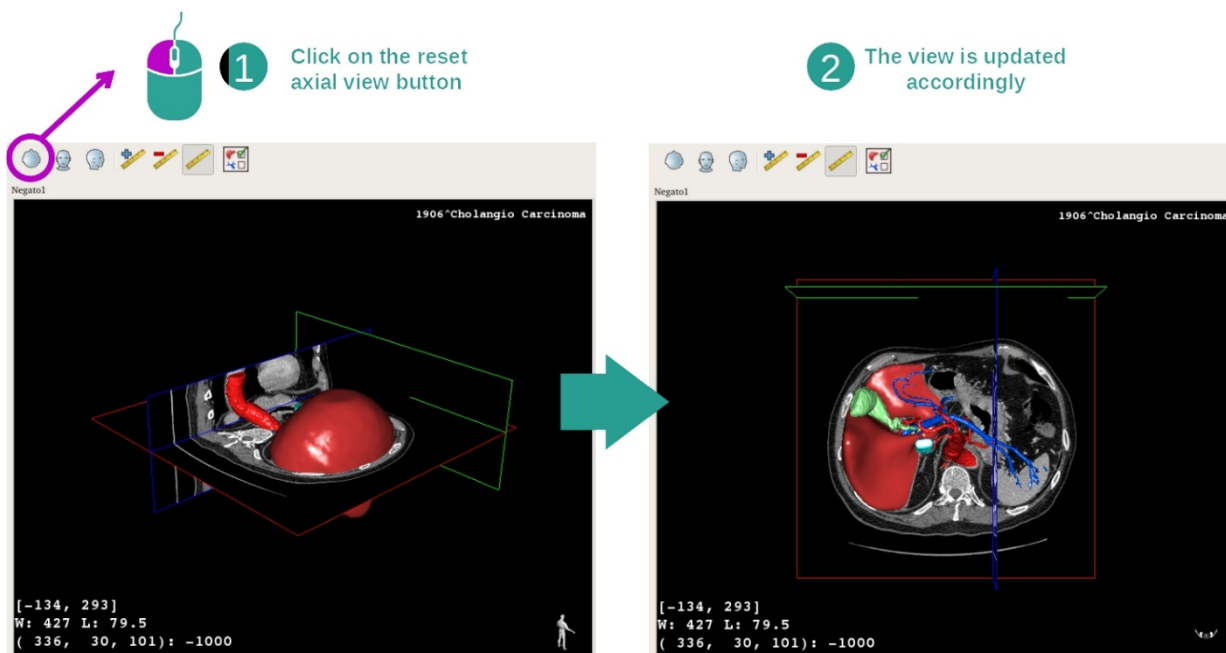 1
Click on the reset
axial view button
2
The view is updated
accordingly
Negato1
1906^Cholangio Carcinoma
[-134, 293]
W: 427 L: 79.5
( 336,  30, 101): -1000
Negato1
1906^Cholangio Carcinoma
[-134, 293]
W: 427 L: 79.5
( 336,  30, 101): -1000